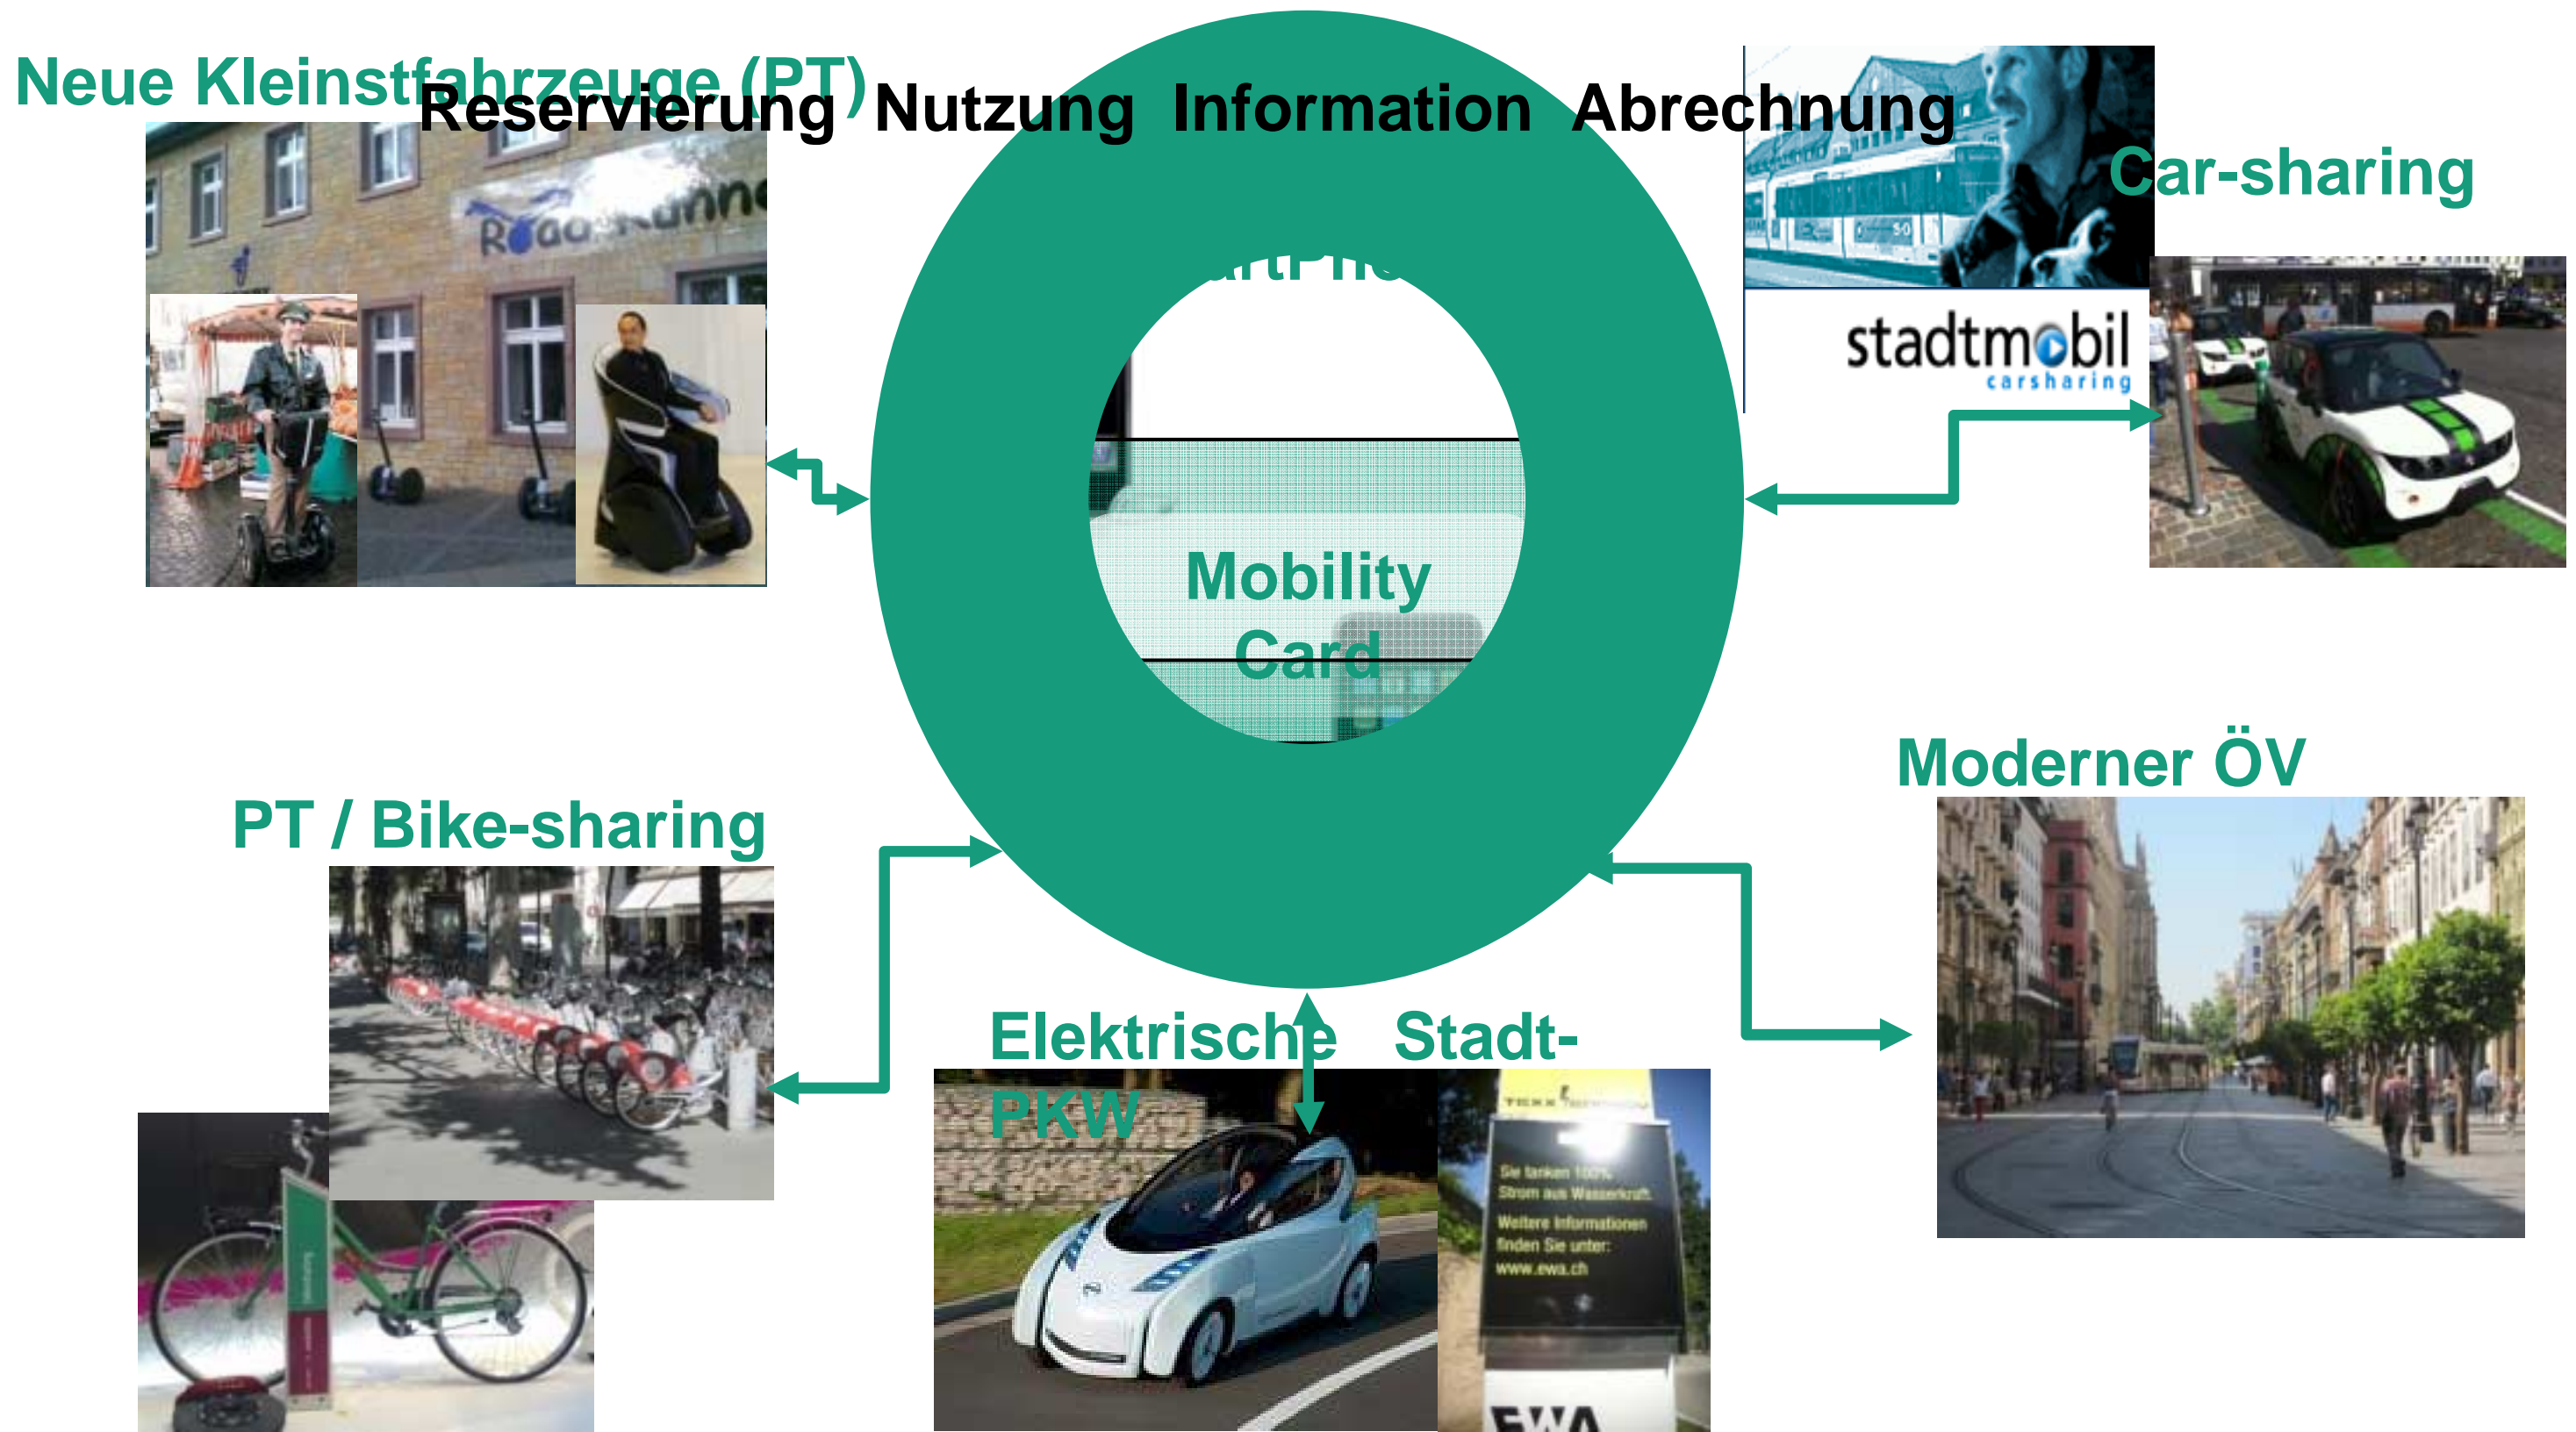 Neue Kleinstfahrzeuge (PT)
Reservierung Nutzung Information Abrechnung
Car-sharing
stadtmobil
carsharing
Mobility
Card
Moderner ÖV
PT / Bike-sharing
Elektrische Stadt-
PKW
Sie tanken 100%
Strom aus Wasserkraft.
Weitere Informationen
finden Sie unter:
www.ewa.ch
EWA